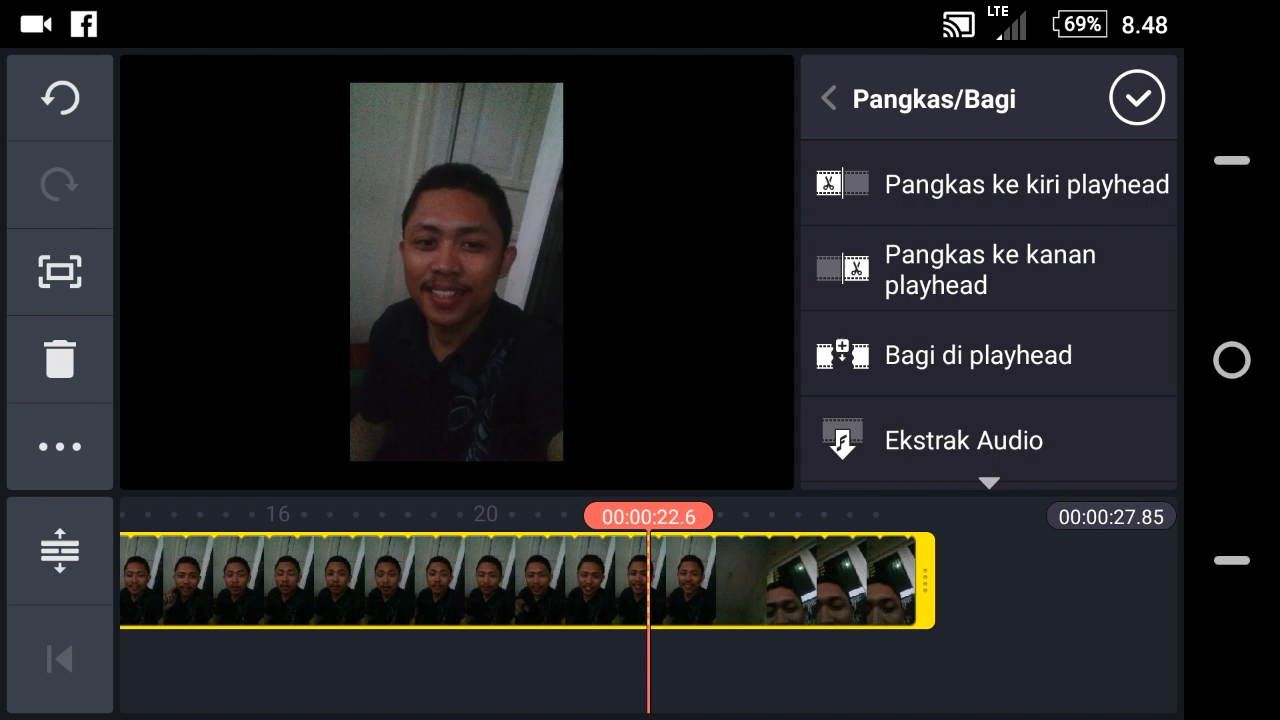 LTE
69%
8.48
Pangkas/Bagi
Pangkas ke kiri playhead
Pangkas ke kanan
playhead
Bagi di playhead
Ekstrak Audio
16
20
00:00:22.6
00:00:27.85